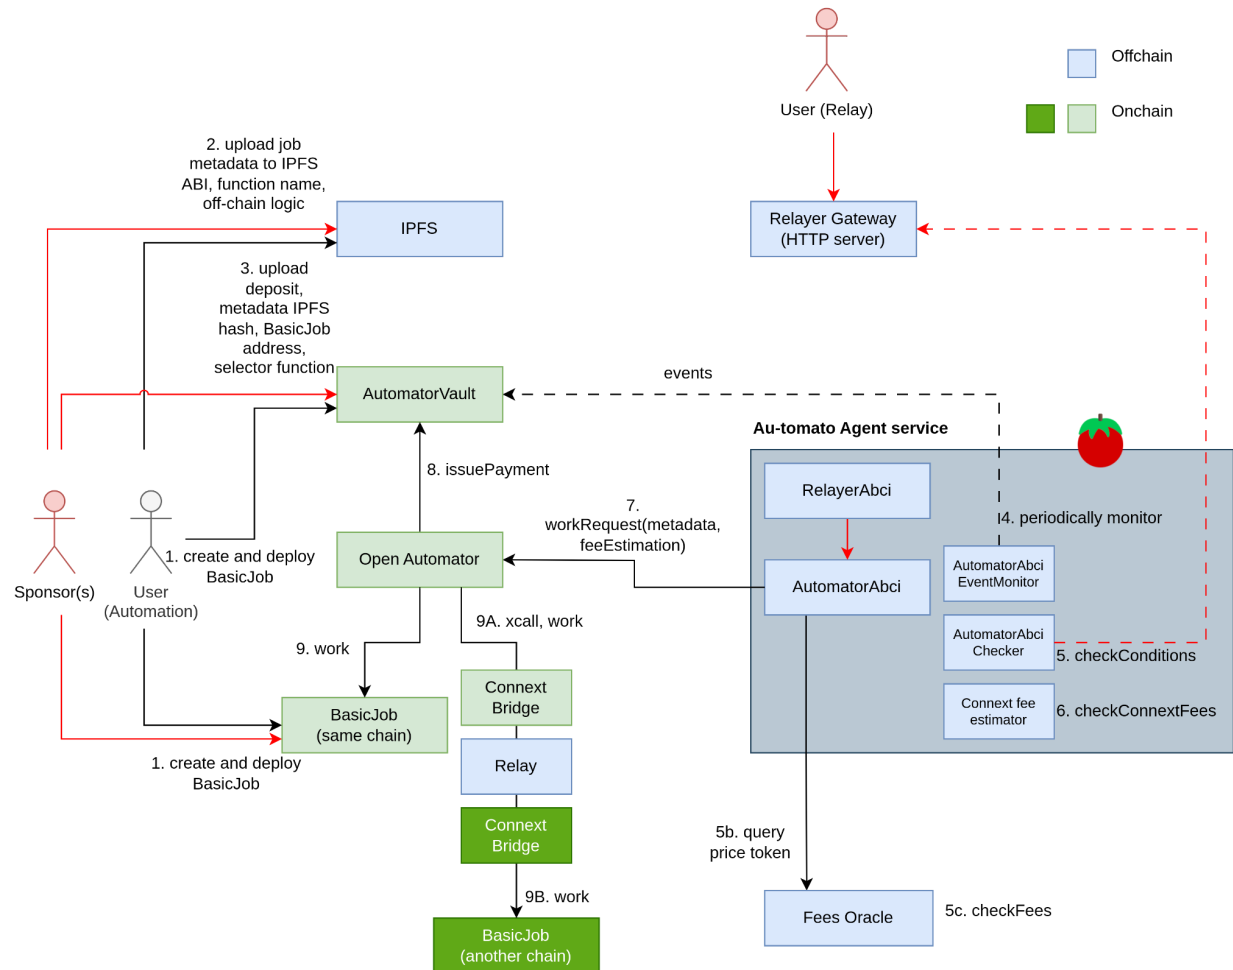 Offchain
Onchain
User (Relay)
2. upload job
metadata to IPFS
ABI, function name,
off-chain logic
IPFS
Relayer Gateway
(HTTP server)
3. upload
deposit,
metadata IPFS
hash, BasicJob
address,
selector function
AutomatorVault
events
Au-tomato Agent service
8. issuePayment
RelayerAbci
7.
workRequest(metadata,
feeEstimation)
4. periodically monitor
1. create and deploy
BasicJob
Open Automator
AutomatorAbci
AutomatorAbci
EventMonitor
Sponsor(s)
User
(Automation)
9A. xcall, work
9. work
AutomatorAbci
Checker
5. checkConditions
Connext
Bridge
Connext fee
estimator
6. checkConnextFees
BasicJob
(same chain)
1. create and deploy
BasicJob
Relay
Connext
Bridge
5b. query
price token
9B. work
Fees Oracle
5c. checkFees
BasicJob
(another chain)